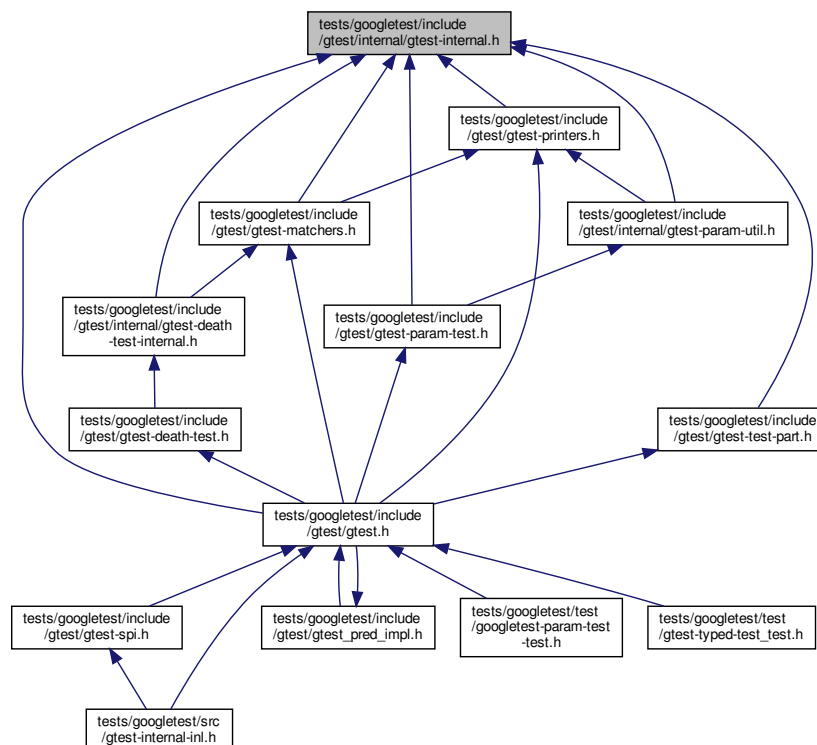 tests/googletest/include
/gtest/internal/gtest-internal.h
tests/googletest/include
/gtest/gtest-printers.h
tests/googletest/include
/gtest/gtest-matchers.h
tests/googletest/include
/gtest/internal/gtest-param-util.h
tests/googletest/include
/gtest/internal/gtest-death
-test-internal.h
tests/googletest/include
/gtest/gtest-param-test.h
tests/googletest/include
/gtest/gtest-death-test.h
tests/googletest/include
/gtest/gtest-test-part.h
tests/googletest/include
/gtest/gtest.h
tests/googletest/include
/gtest/gtest-spi.h
tests/googletest/include
/gtest/gtest_pred_impl.h
tests/googletest/test
/googletest-param-test
-test.h
tests/googletest/test
/gtest-typed-test_test.h
tests/googletest/src
/gtest-internal-inl.h